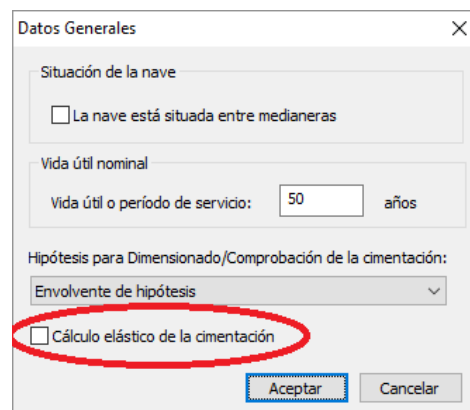 Datos Generales
Situación de la nave
La nave está situada entre medianeras
Vida útil nominal
Vida útil o período de servicio: 50 años
Hipótesis para Dimensionado/Comprobación de la cimentación:
Envolvente de hipótesis
Cálculo elástico de la cimentación
Aceptar Cancelar